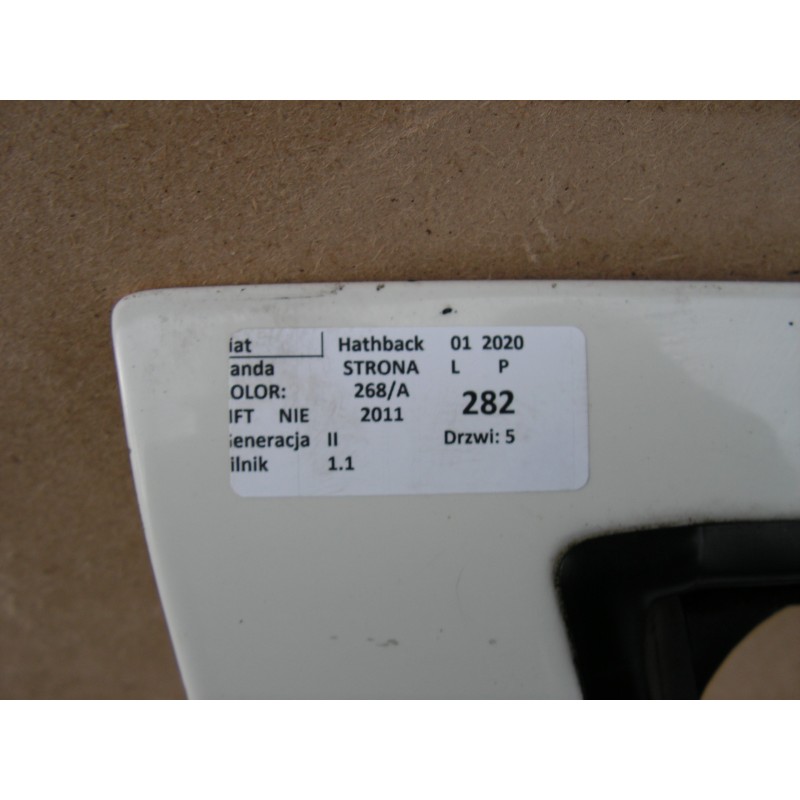 iat Hathback 01 2020
anda STRONA L P
OLOR: 268/A 282
IFT NIE 2011
Generacja II Drzwi: 5
ilnik 1.1